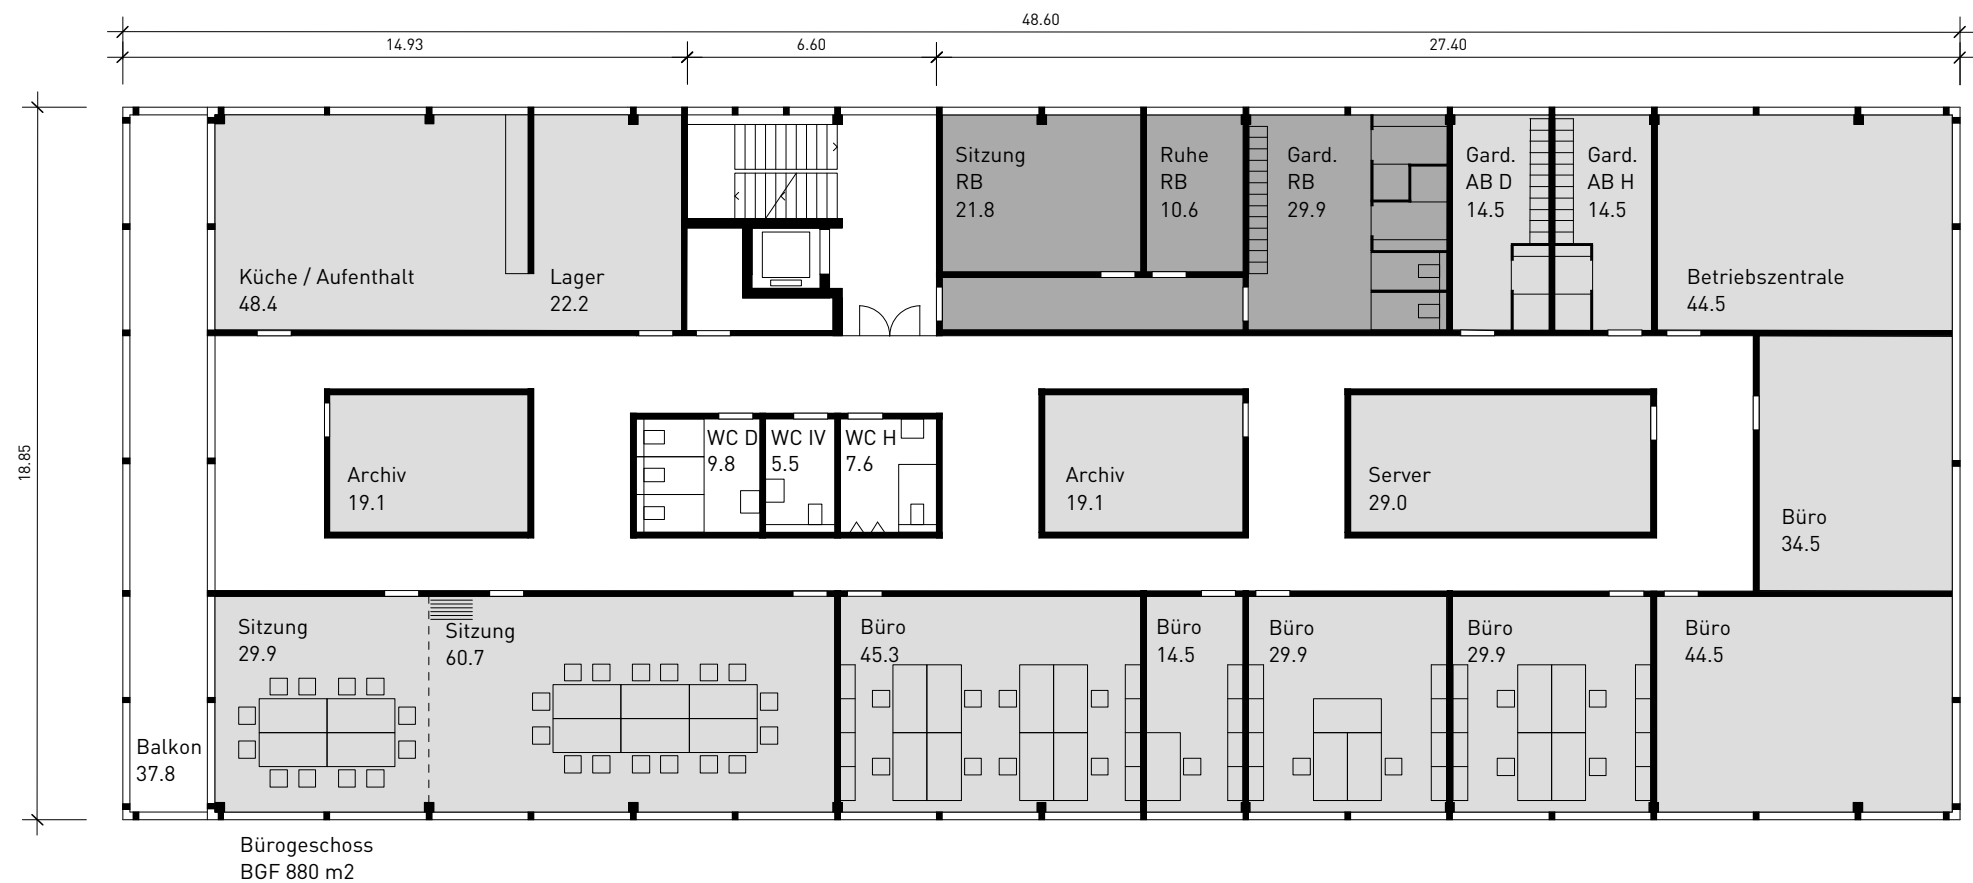 48.60
14.93
6.60
27.40
18.85
Küche / Aufenthalt
48.4
Lager
22.2
Sitzung
RB
21.8
Ruhe
RB
10.6
Gard.
RB
29.9
Gard.
AB D
14.5
Gard.
AB H
14.5
Betriebszentrale
44.5
Archiv
19.1
WC D
9.8
WC IV
5.5
WC H
7.6
Archiv
19.1
Server
29.0
Büro
34.5
Balkon
37.8
Sitzung
29.9
Sitzung
60.7
Büro
45.3
Büro
14.5
Büro
29.9
Büro
29.9
Büro
44.5
Bürogeschoss
BGF 880 m2